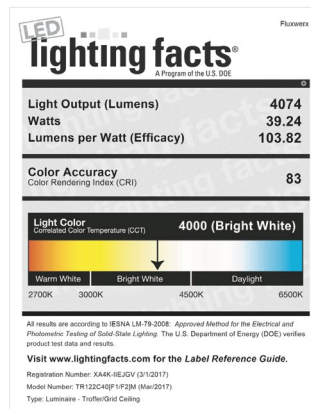 Fluxwerx
LED
lighting facts®
A Program of the U.S. DOE
Light Output (Lumens) 4074
Watts 39.24
Lumens per Watt (Efficacy) 103.82
Color Accuracy
Color Rendering Index (CRI) 83
Light Color
Correlated Color Temperature (CCT) 4000 (Bright White)
Warm White Bright White Daylight
2700K 3000K 4500K 6500K
All results are according to IESNA LM-79-2008: Approved Method for the Electrical and
Photometric Testing of Solid-State Lighting. The U.S. Department of Energy (DOE) verifies
product test data and results.
Visit www.lightingfacts.com for the Label Reference Guide.
Registration Number: XA4K-IIEJGV (3/1/2017)
Model Number: TR122C40[F1/F2]M (Mar/2017)
Type: Luminaire - Troffer/Grid Ceiling